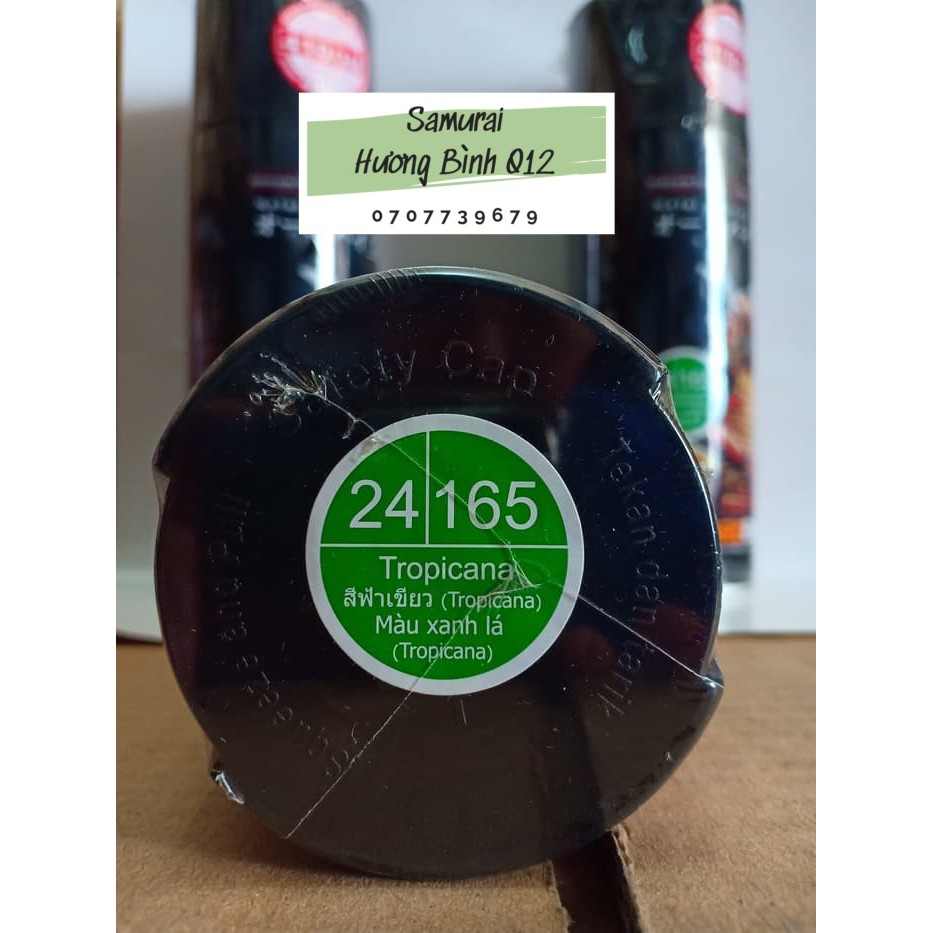 Samurai
Hương Bình Q12
0707739679
Safety Cap
Tekan dan tarik
24 165
Tropicana
สีฟ้าเขียว (Tropicana)
Màu xanh lá
(Tropicana)
165